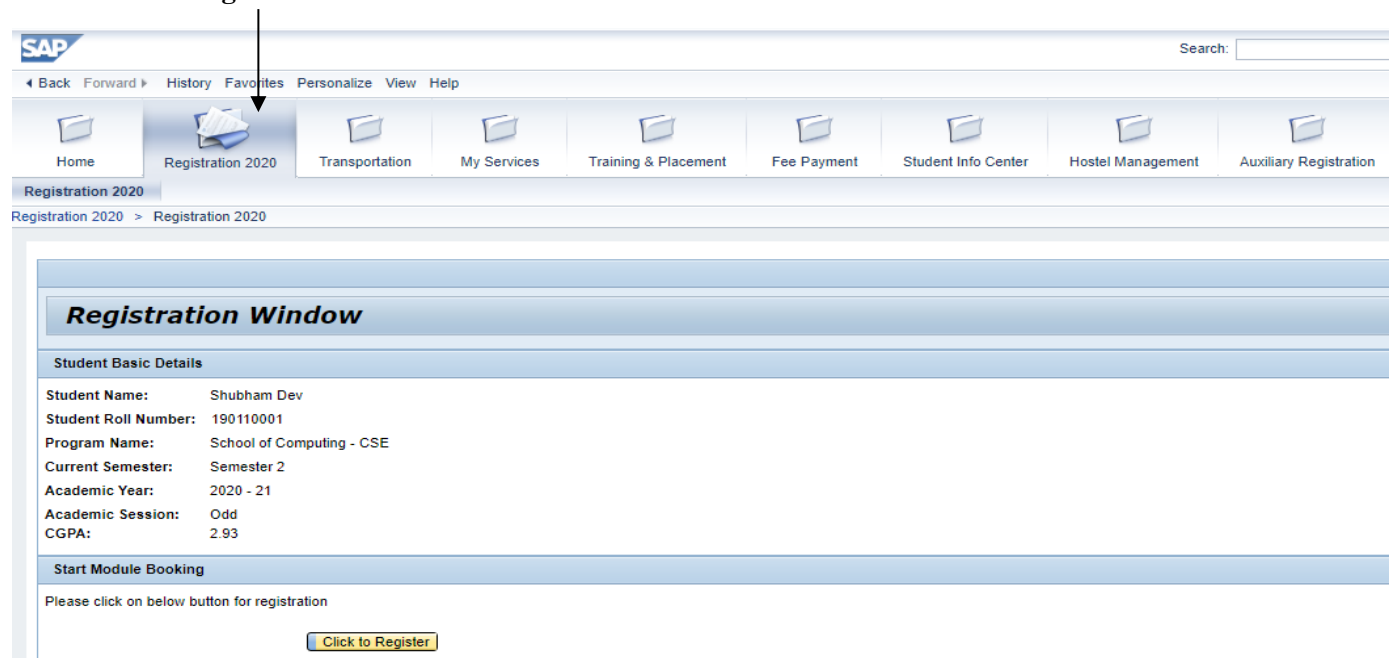 SAP
Search:
Back Forward History Favorites Personalize View Help
Home Registration 2020 Transportation My Services Training & Placement Fee Payment Student Info Center Hostel Management Auxiliary Registration
Registration 2020
Registration 2020 > Registration 2020
Registration Window
Student Basic Details
Student Name: Shubham Dev
Student Roll Number: 190110001
Program Name: School of Computing - CSE
Current Semester: Semester 2
Academic Year: 2020 - 21
Academic Session: Odd
CGPA: 2.93
Start Module Booking
Please click on below button for registration
Click to Register